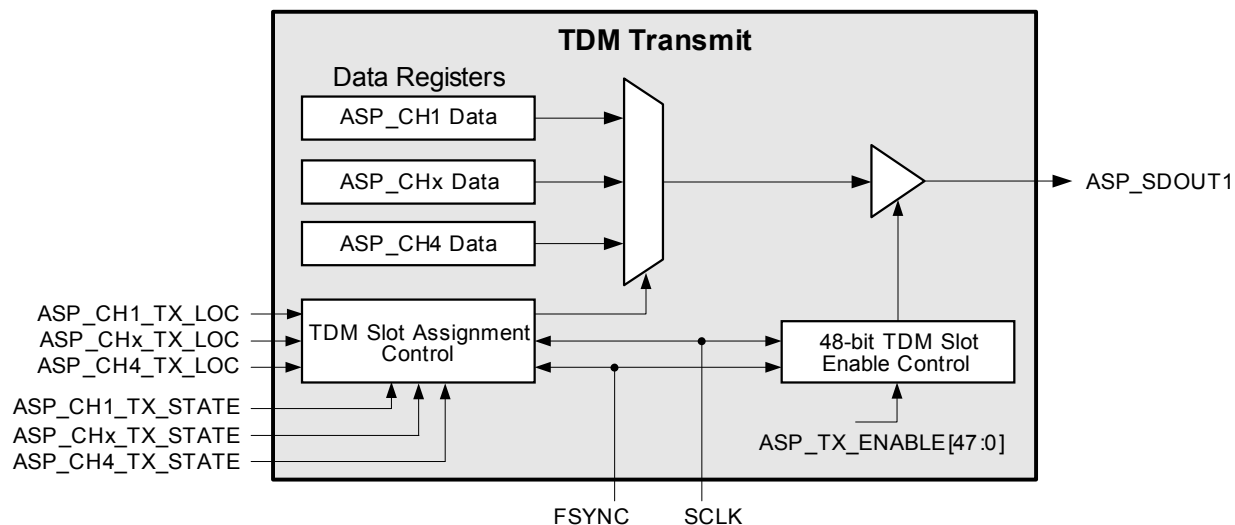 TDM Transmit
Data Registers
ASP_CH1 Data
ASP_CHx Data
ASP_CH4 Data
ASP_SDOUT1
ASP_CH1_TX_LOC
ASP_CHx_TX_LOC
ASP_CH4_TX_LOC
TDM Slot Assignment
Control
48-bit TDM Slot
Enable Control
ASP_CH1_TX_STATE
ASP_CHx_TX_STATE
ASP_CH4_TX_STATE
ASP_TX_ENABLE[47:0]
FSYNC
SCLK